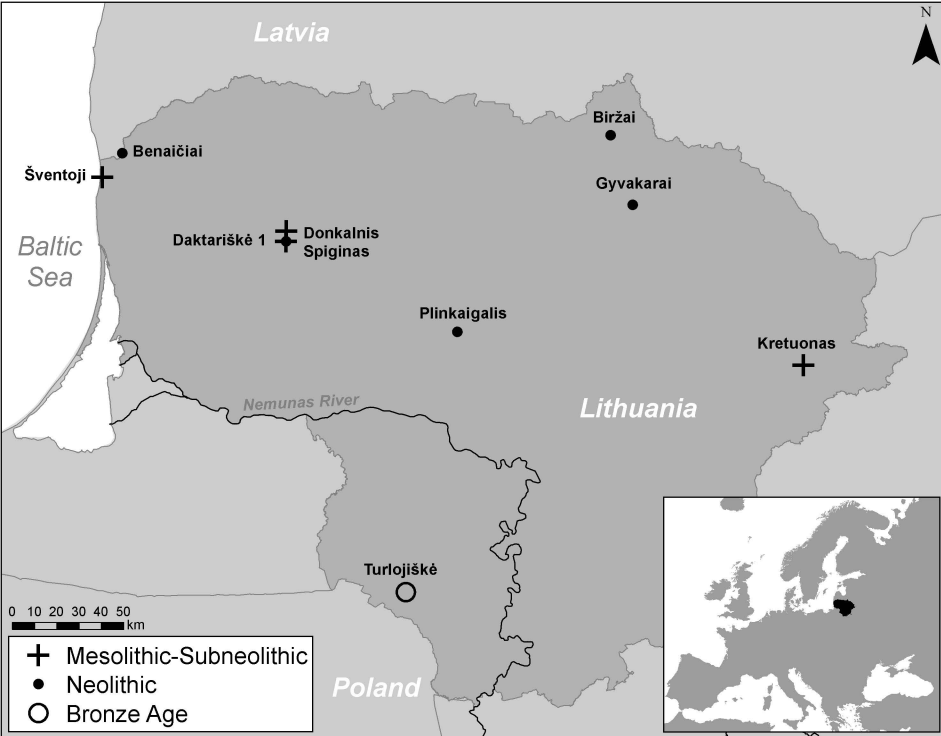 N
Latvia
Biržai
Benaičiai
Šventoji
Gyvakarai
Daktariškė 1
Donkalnis
Spiginas
Baltic
Sea
Plinkaigalis
Kretuonas
Nemunas River
Lithuania
Turlojiškė
0 10 20 30 40 50
km
Mesolithic-Subneolithic
Neolithic
Bronze Age
Poland